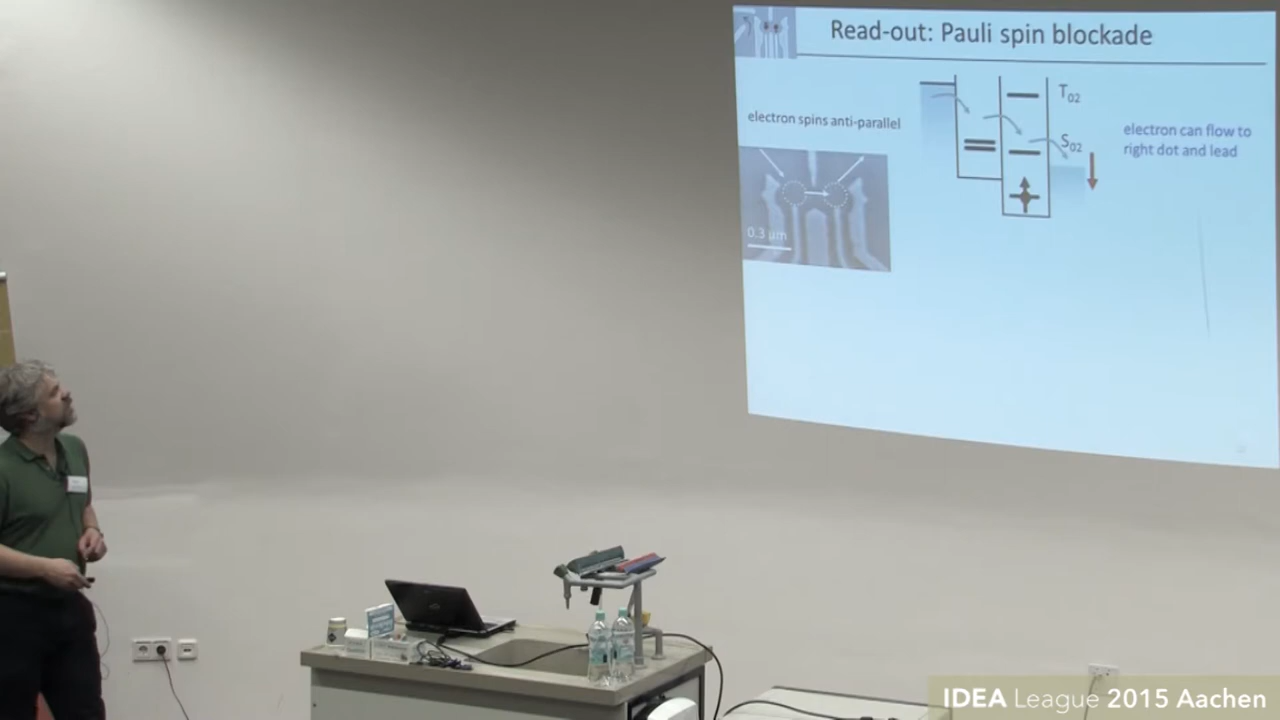 Read-out: Pauli spin blockade
T02
electron spins anti-parallel
S02
electron can flow to
right dot and lead
0.3 µm
IDEA League 2015 Aachen